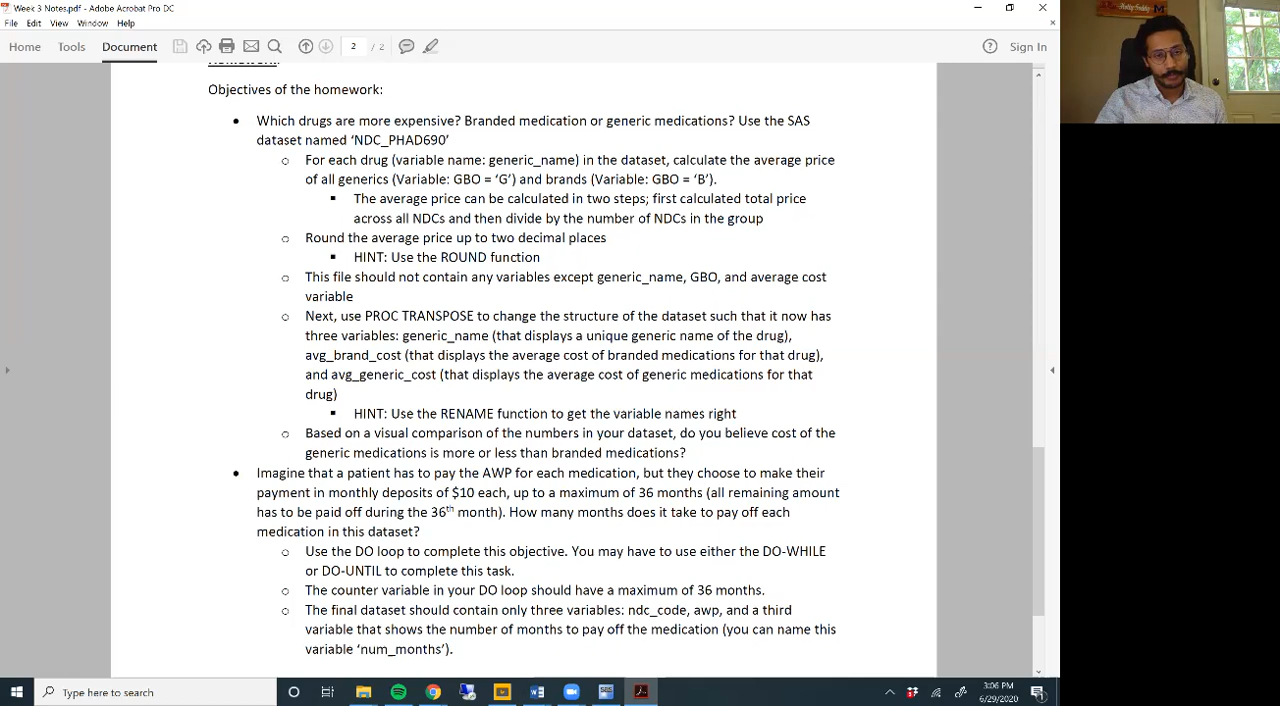 Week 3 Notes.pdf - Adobe Acrobat Pro DC
File Edit View Window Help
Home Tools Document 2 / 2 Sign In
Homework:
Objectives of the homework:
• Which drugs are more expensive? Branded medication or generic medications? Use the SAS
dataset named ‘NDC_PHAD690’
o For each drug (variable name: generic_name) in the dataset, calculate the average price
of all generics (Variable: GBO = ‘G’) and brands (Variable: GBO = ‘B’).
▪ The average price can be calculated in two steps; first calculated total price
across all NDCs and then divide by the number of NDCs in the group
o Round the average price up to two decimal places
▪ HINT: Use the ROUND function
o This file should not contain any variables except generic_name, GBO, and average cost
variable
o Next, use PROC TRANSPOSE to change the structure of the dataset such that it now has
three variables: generic_name (that displays a unique generic name of the drug),
avg_brand_cost (that displays the average cost of branded medications for that drug),
and avg_generic_cost (that displays the average cost of generic medications for that
drug)
▪ HINT: Use the RENAME function to get the variable names right
o Based on a visual comparison of the numbers in your dataset, do you believe cost of the
generic medications is more or less than branded medications?
• Imagine that a patient has to pay the AWP for each medication, but they choose to make their
payment in monthly deposits of $10 each, up to a maximum of 36 months (all remaining amount
has to be paid off during the 36th month). How many months does it take to pay off each
medication in this dataset?
o Use the DO loop to complete this objective. You may have to use either the DO-WHILE
or DO-UNTIL to complete this task.
o The counter variable in your DO loop should have a maximum of 36 months.
o The final dataset should contain only three variables: ndc_code, awp, and a third
variable that shows the number of months to pay off the medication (you can name this
variable ‘num_months’).
Type here to search
3:06 PM
6/29/2020